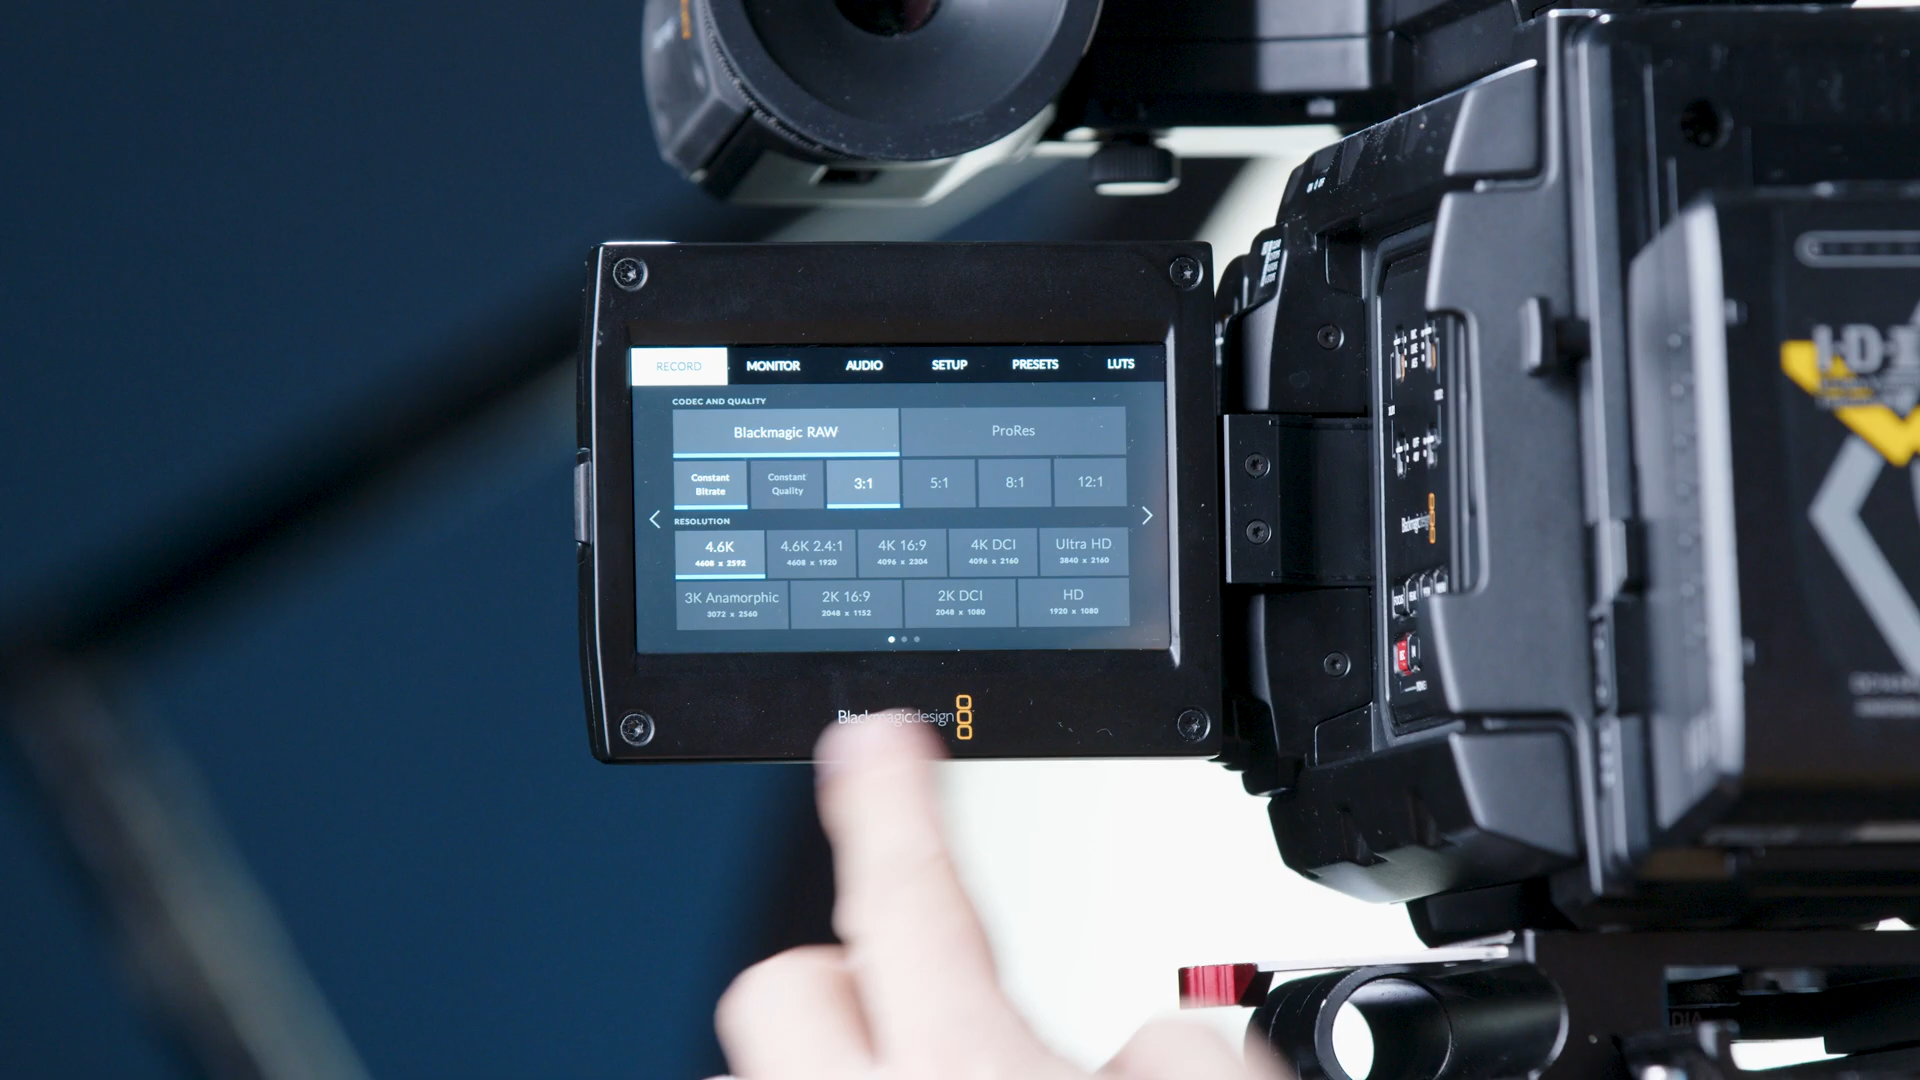 RECORD MONITOR AUDIO SETUP PRESETS LUTS
CODEC AND QUALITY
Blackmagic RAW ProRes
Constant Bitrate Constant Quality 3:1 5:1 8:1 12:1
RESOLUTION
4.6K 4.6K 2.4:1 4K 16:9 4K DCI Ultra HD
4608 x 2592 4608 x 1920 4096 x 2304 4096 x 2160 3840 x 2160
3K Anamorphic 2K 16:9 2K DCI HD
3072 x 2560 2048 x 1152 2048 x 1080 1920 x 1080
Blackmagicdesign
Blackmagicdesign